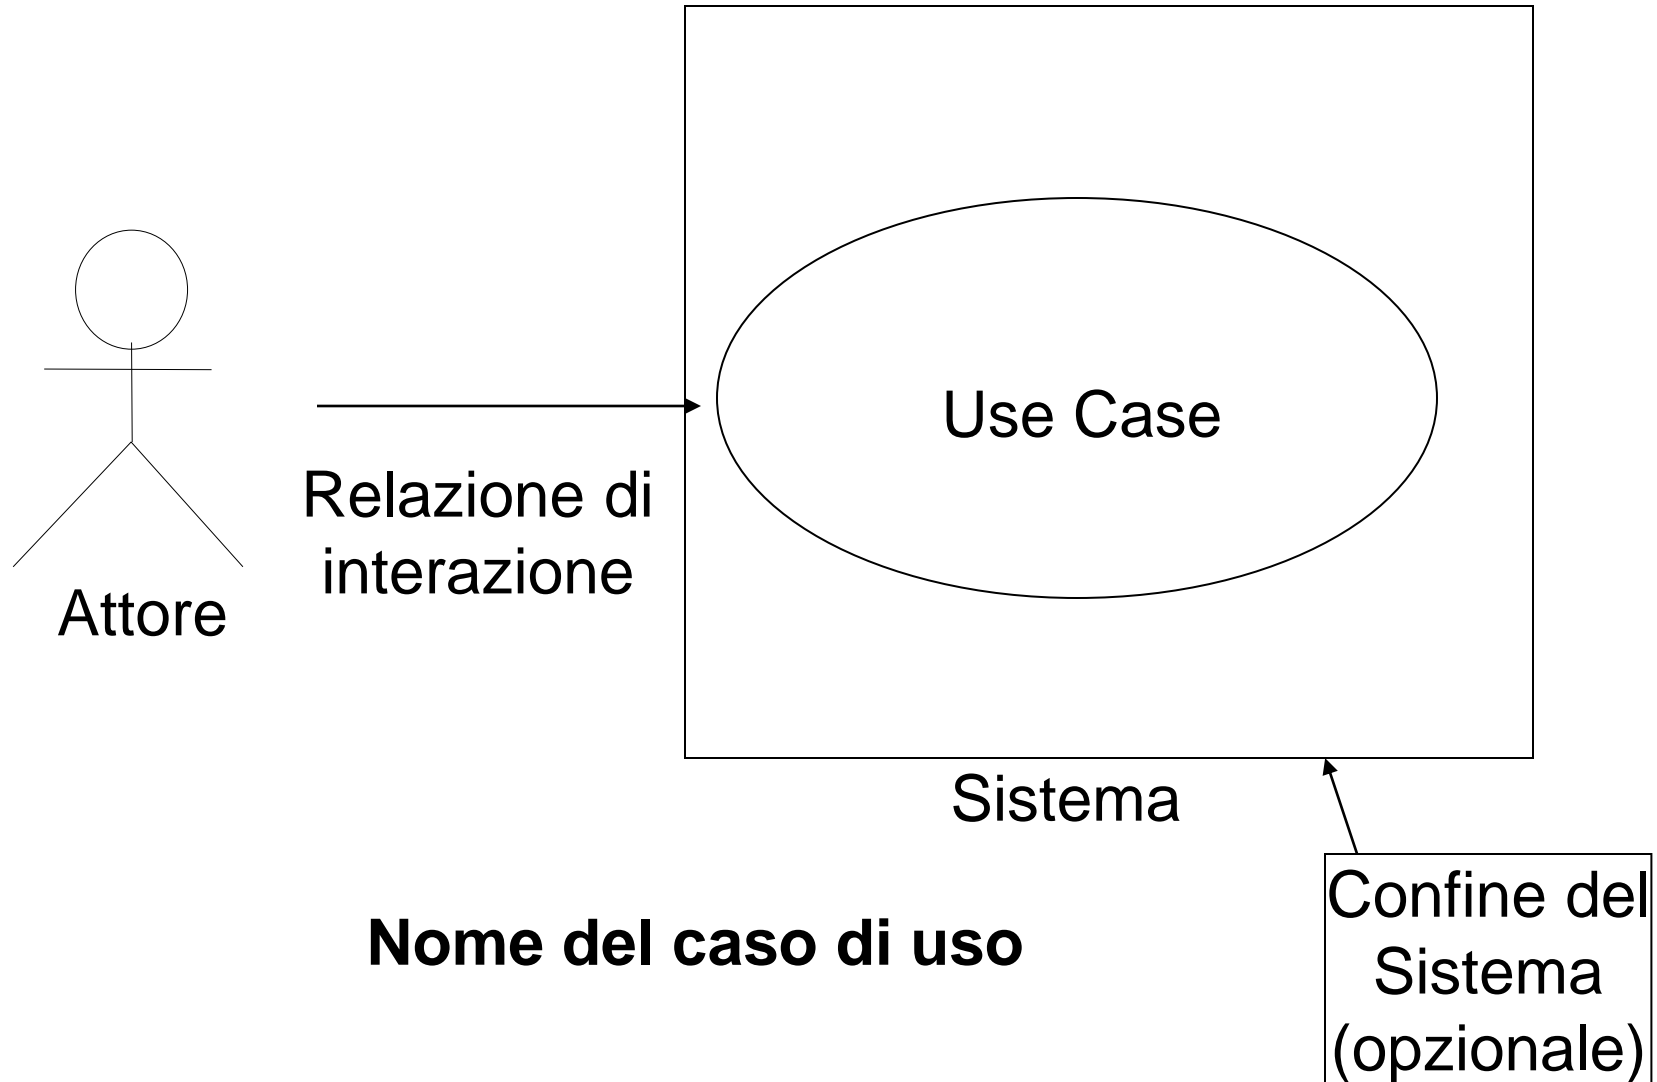 Use Case
Relazione di
interazione
Attore
Sistema
Confine del
Sistema
(opzionale)
Nome del caso di uso